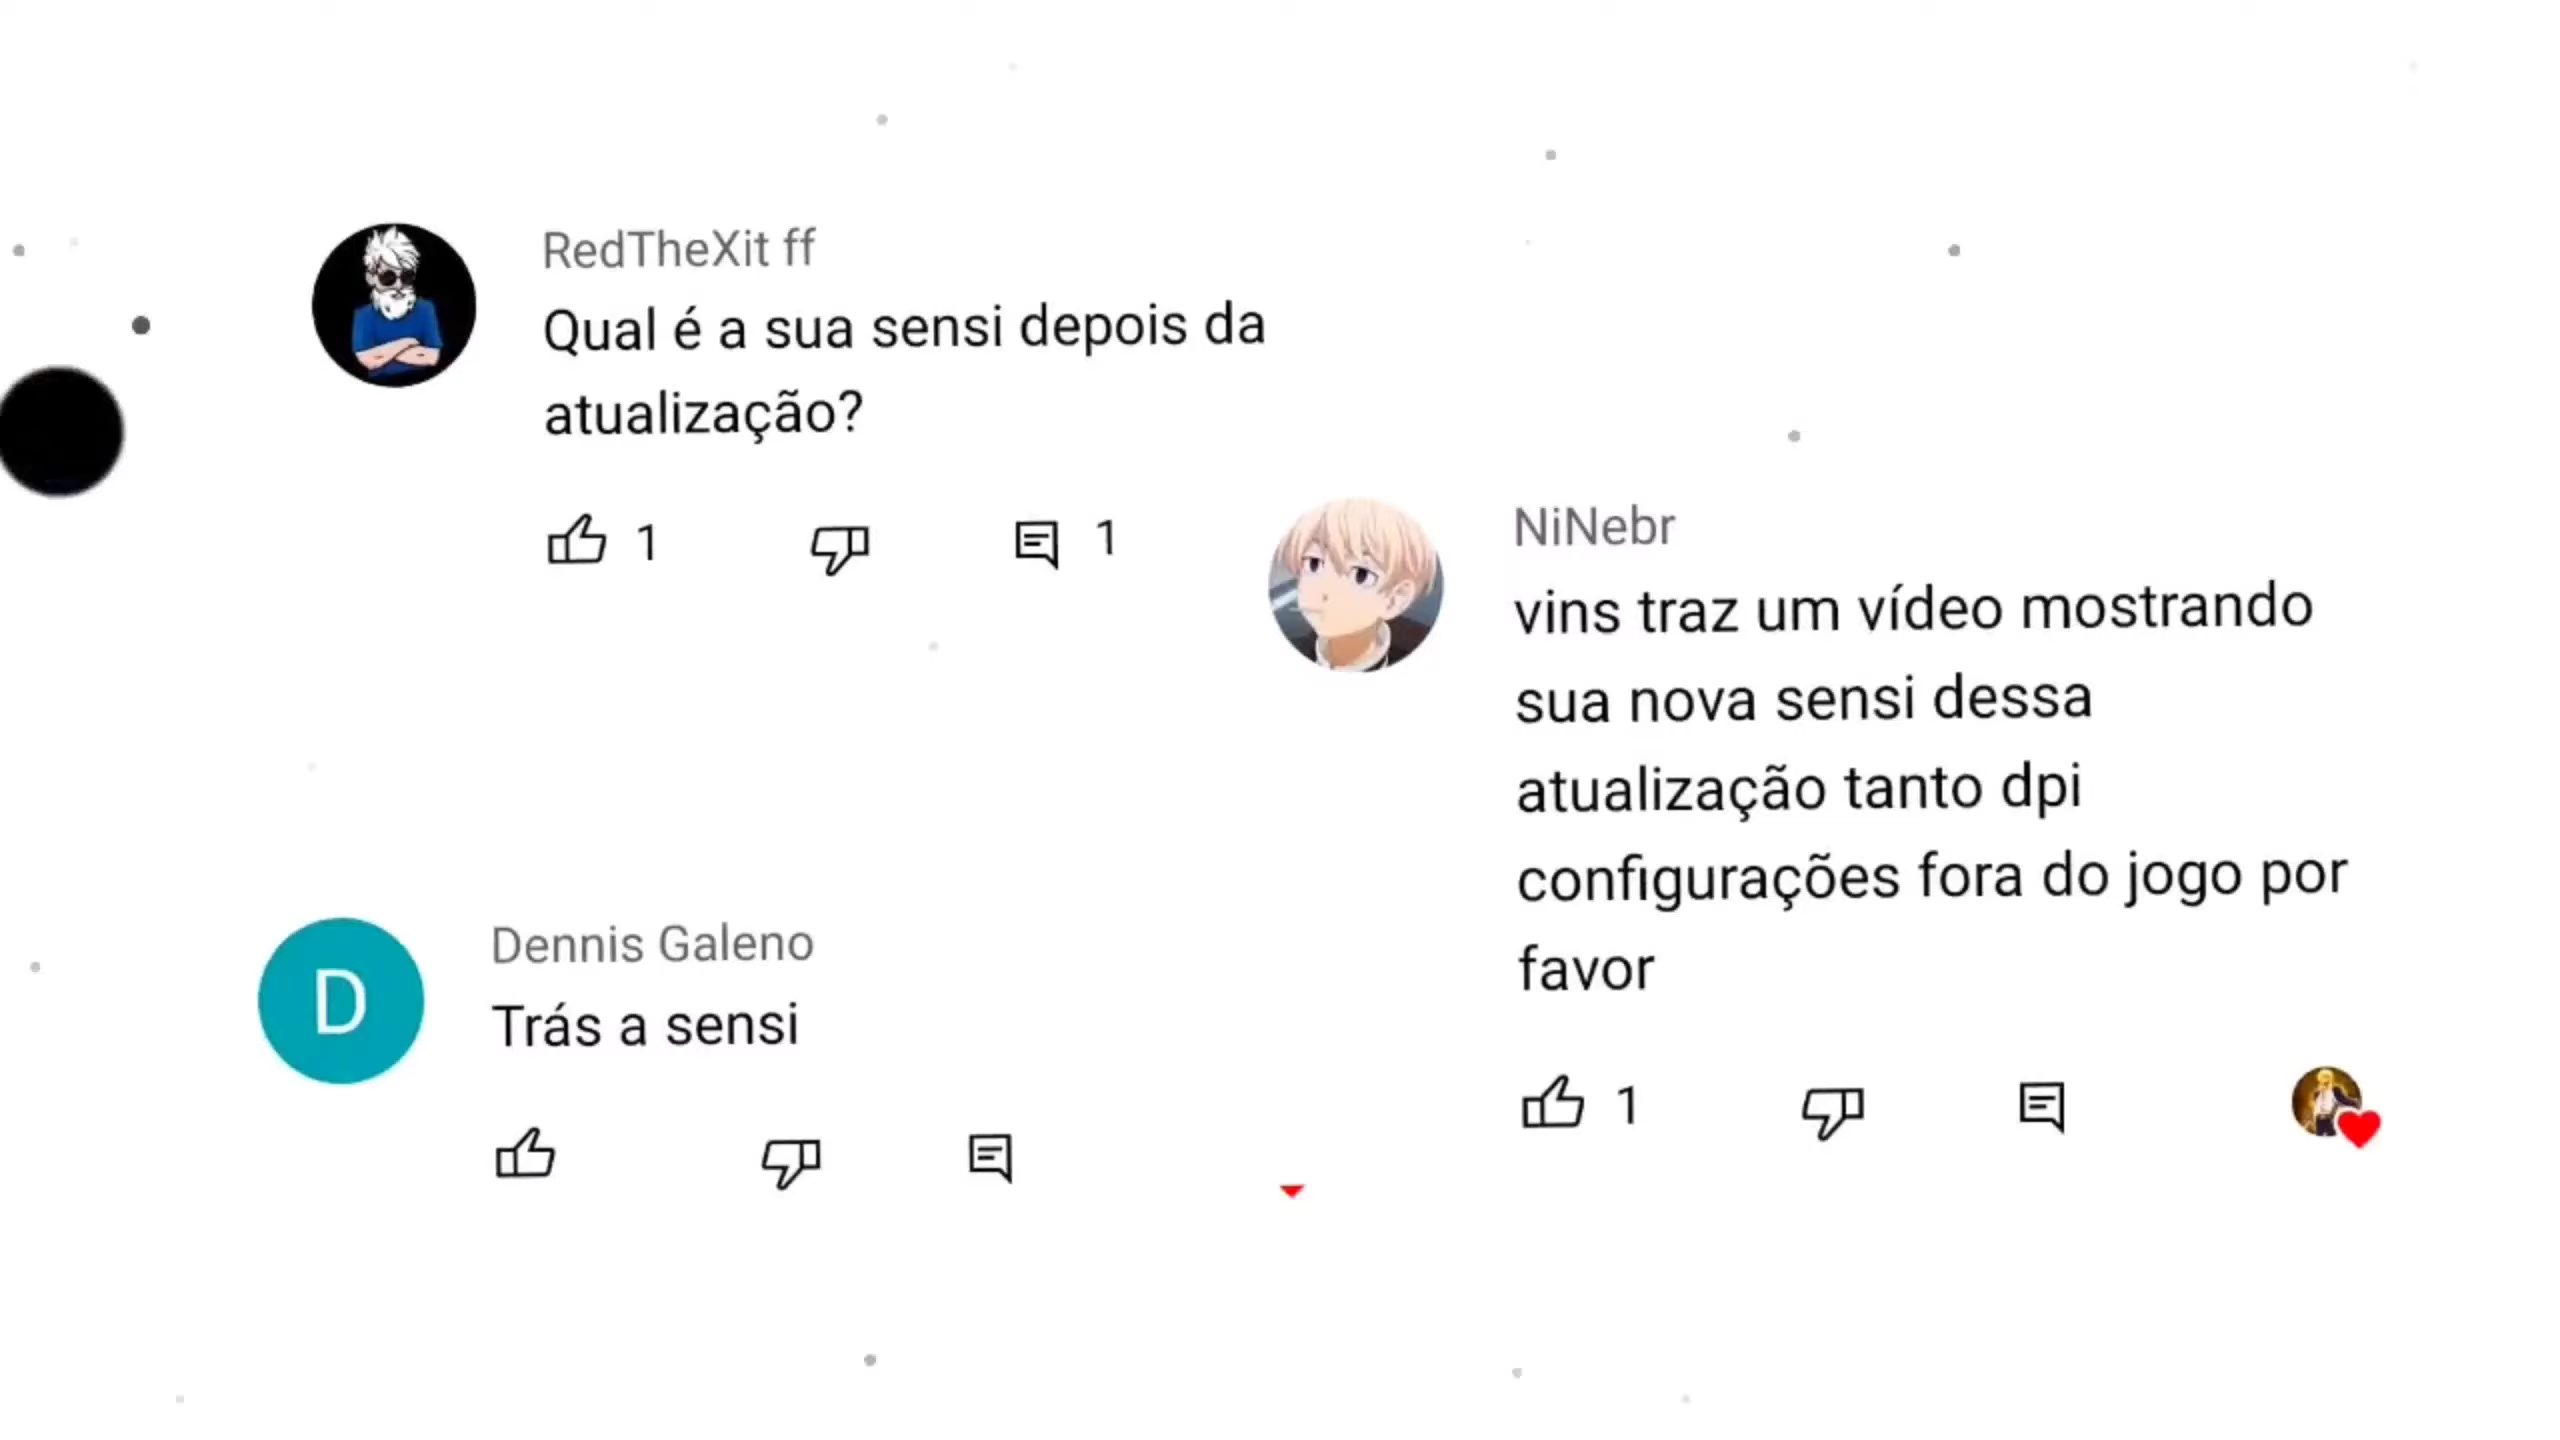 RedTheXit ff
Qual é a sua sensi depois da
atualização?
1
1
NiNebr
vins traz um vídeo mostrando
sua nova sensi dessa
atualização tanto dpi
configurações fora do jogo por
favor
1
D
Dennis Galeno
Trás a sensi